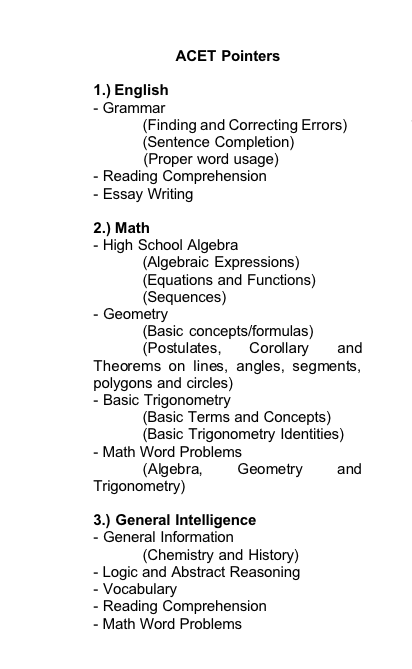 ACET Pointers
1.) English
- Grammar
(Finding and Correcting Errors)
(Sentence Completion)
(Proper word usage)
- Reading Comprehension
- Essay Writing
2.) Math
- High School Algebra
(Algebraic Expressions)
(Equations and Functions)
(Sequences)
- Geometry
(Basic concepts/formulas)
(Postulates, Corollary and
Theorems on lines, angles, segments,
polygons and circles)
- Basic Trigonometry
(Basic Terms and Concepts)
(Basic Trigonometry Identities)
- Math Word Problems
(Algebra, Geometry and
Trigonometry)
3.) General Intelligence
- General Information
(Chemistry and History)
- Logic and Abstract Reasoning
- Vocabulary
- Reading Comprehension
- Math Word Problems